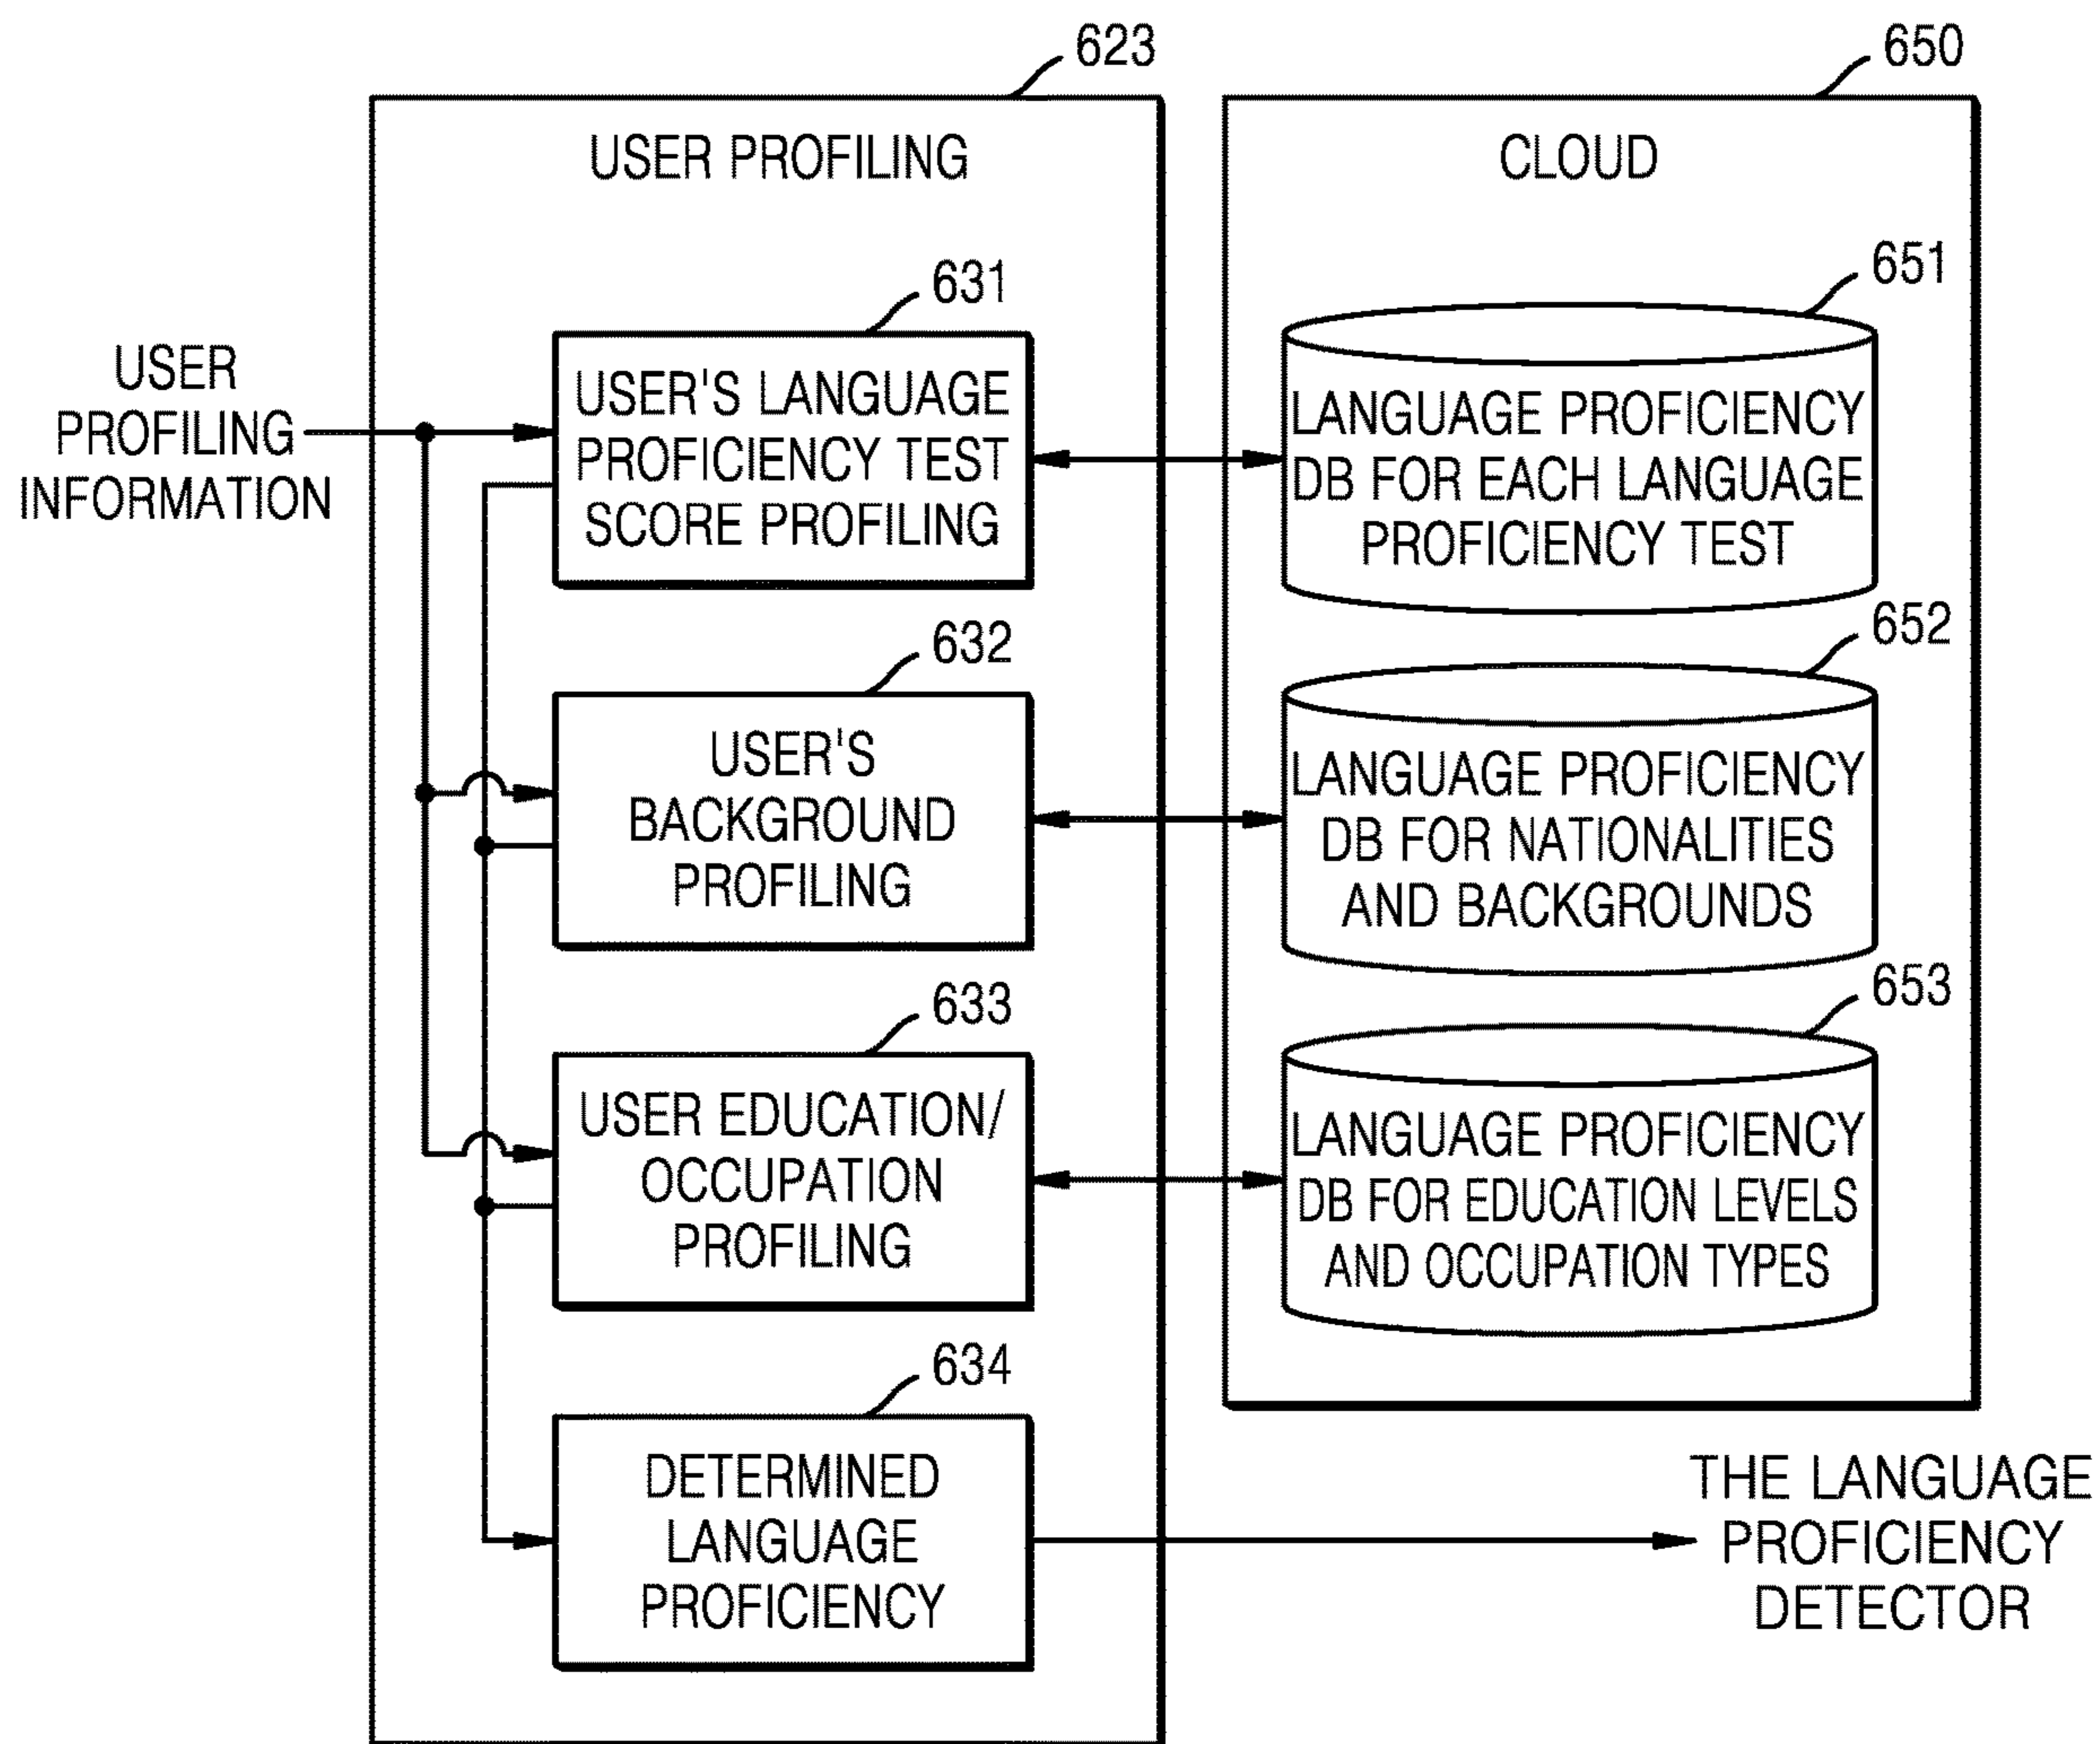 623
650
USER PROFILING
CLOUD
631
651
USER
PROFILING
INFORMATION
USER'S LANGUAGE
PROFICIENCY TEST
SCORE PROFILING
LANGUAGE PROFICIENCY
DB FOR EACH LANGUAGE
PROFICIENCY TEST
632
652
USER'S
BACKGROUND
PROFILING
LANGUAGE PROFICIENCY
DB FOR NATIONALITIES
AND BACKGROUNDS
633
653
USER EDUCATION/
OCCUPATION
PROFILING
LANGUAGE PROFICIENCY
DB FOR EDUCATION LEVELS
AND OCCUPATION TYPES
634
DETERMINED
LANGUAGE
PROFICIENCY
THE LANGUAGE
PROFICIENCY
DETECTOR